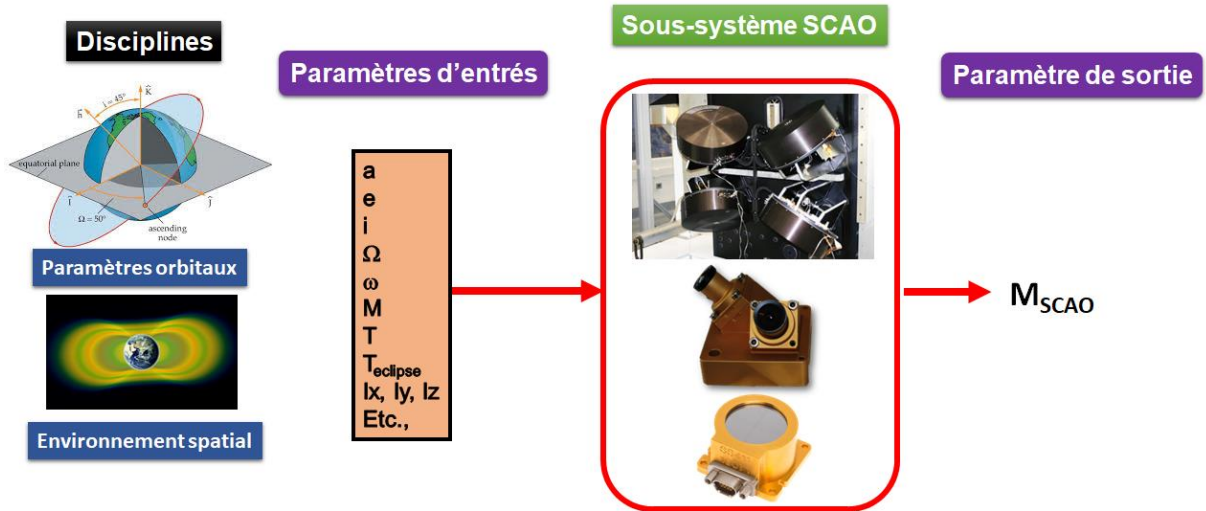 Disciplines
K̂
i = 45°
ĥ
equatorial plane
Î
Ĵ
Ω = 50°
ascending
node
Paramètres orbitaux
Environnement spatial
Paramètres d'entrés
a
e
i
Ω
ω
M
T
Teclipse
Ix, Iy, Iz
Etc.,
Sous-système SCAO
Paramètre de sortie
MSCAO